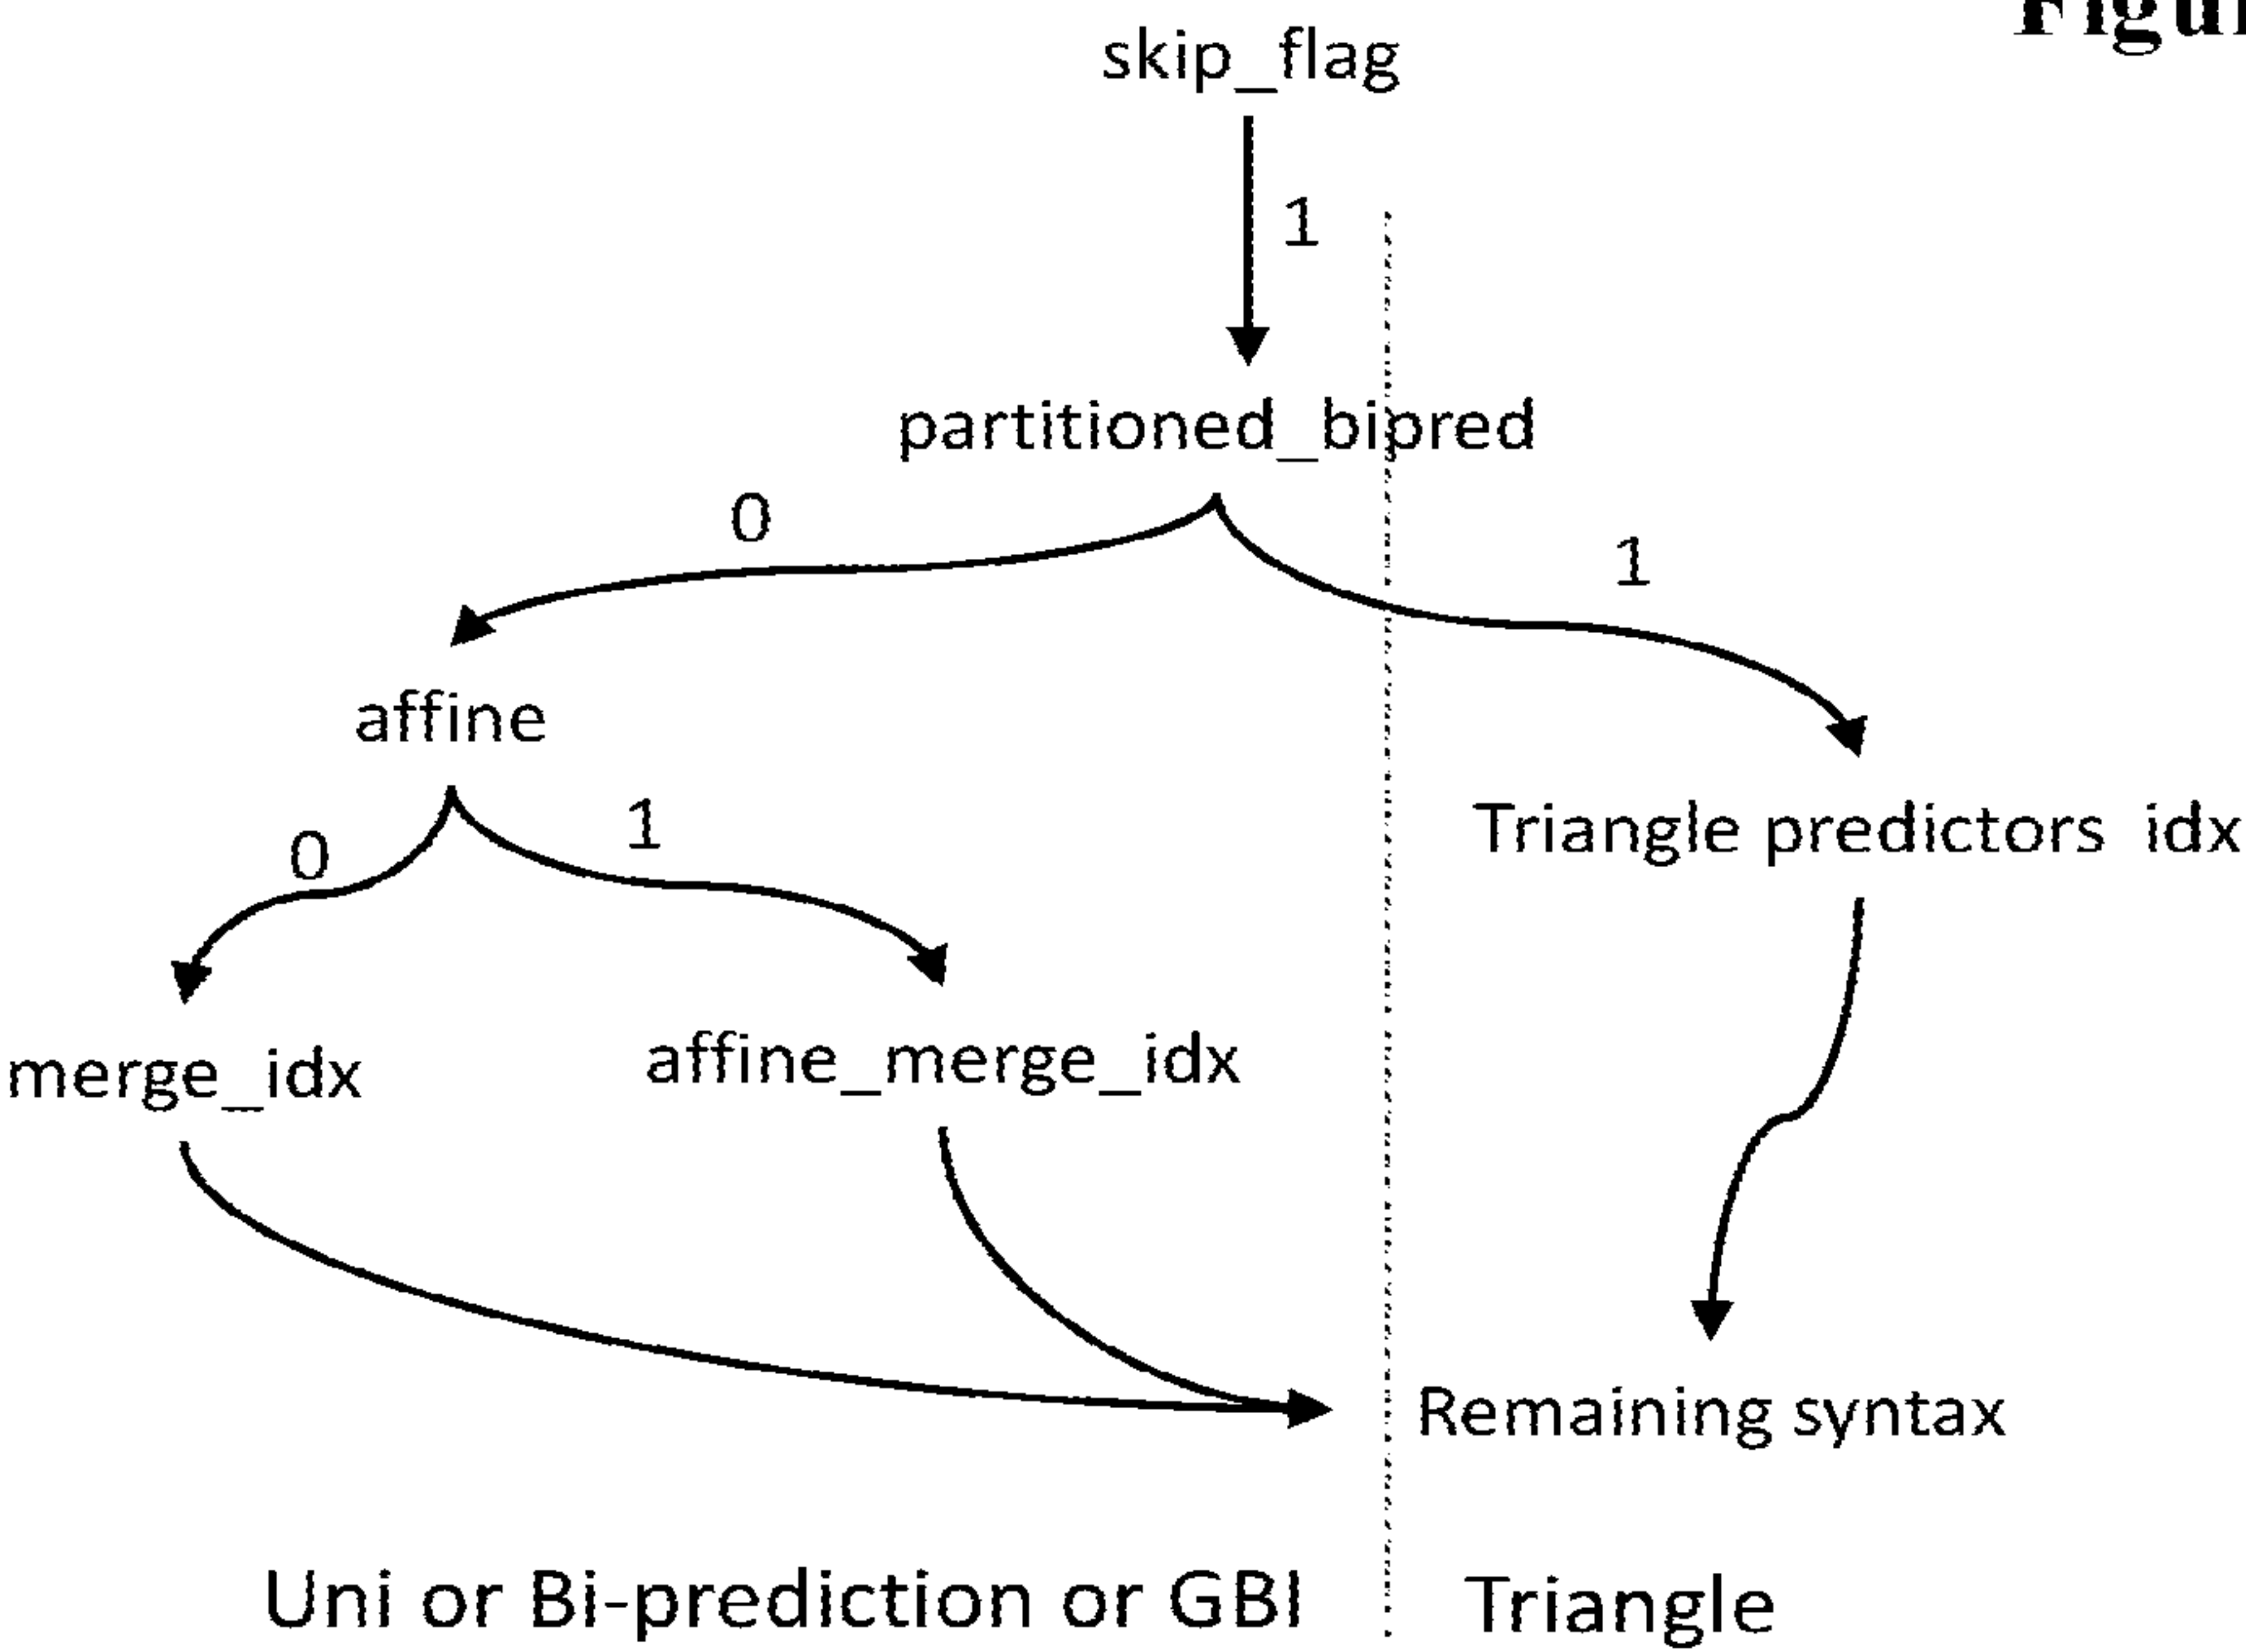 skip_flag
1
partitioned_bipred
0
1
affine
0
1
Triangle predictors idx
merge_idx
affine_merge_idx
Remaining syntax
Uni or Bi-prediction or GBI
Triangle